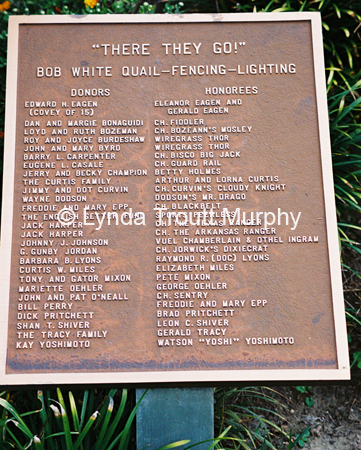 "THERE THEY GO!"
BOB WHITE QUAIL—FENCING—LIGHTING
DONORS HONOREES
EDWARD H. EAGEN ELEANOR EAGEN and
(COVEY OF 15) GERALD EAGEN
DAN and MARGIE BONAGUIDI CH. FIDDLER
LOYD and RUTH BOZEMAN CH. BOZEANN'S MOSLEY
ROY and JOYCE BURDESHAW WIREGRASS THOR
JOHN and MARY BYRD WIREGRASS THOR
BARRY L. CARPENTER CH. BISCO BIG JACK
EUGENE L. CASALE CH. GUARD RAIL
JERRY and BECKY CHAMPION BETTY HOLMES
THE CURTIS FAMILY ARTHUR and LORNA CURTIS
JIMMY and DOT CURVIN CH. CURVIN'S CLOUDY KNIGHT
WAYNE DODSON DODSON'S MR. DRAGO
FREDDIE and MARY EPP CH. BLACKBELT
THE
© Lynda Troutt Murphy
JACK HARPER
JACK HARPER CH. THE ARKANSAS RANGER
JOHNNY J. JOHNSON VUEL CHAMBERLAIN & OTHEL INGRAM
G. GUNBY JORDAN CH. JORWICK'S DIXIECRAT
BARBARA B. LYONS RAYMOND R. (DOC) LYONS
CURTIS W. MILES ELIZABETH MILES
TONY and GATOR MIXON PETE MIXON
MARIETTE OEHLER GEORGE OEHLER
JOHN and PAT O'NEALL CH. SENTRY
BILL PERRY FREDDIE and MARY EPP
DICK PRITCHETT BRAD PRITCHETT
SHAN T. SHIVER LEON C. SHIVER
THE TRACY FAMILY GERALD TRACY
KAY YOSHIMOTO WATSON "YOSHI" YOSHIMOTO